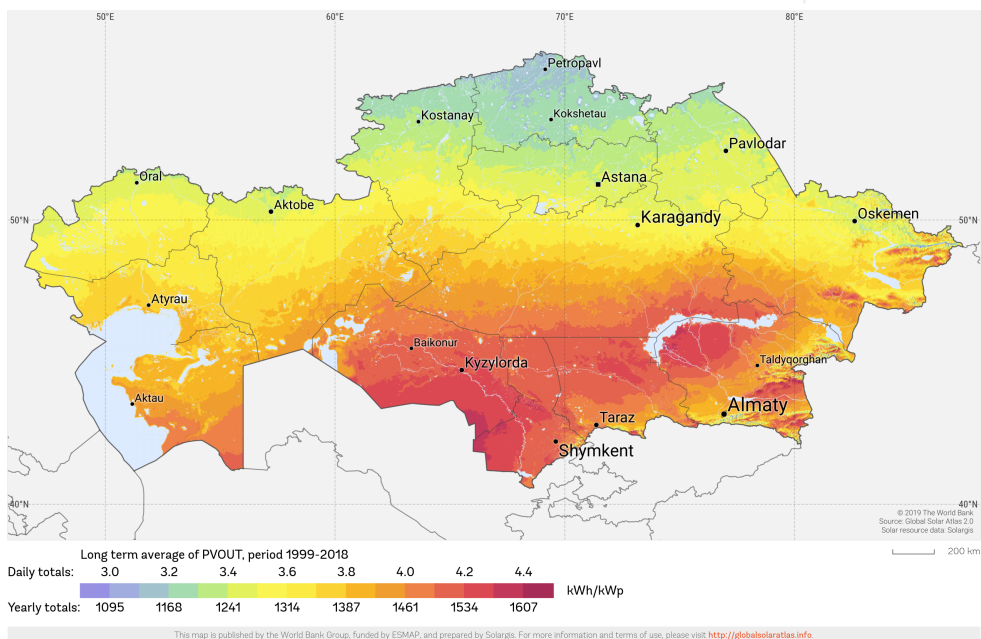 50°E 60°E 70°E 80°E
Petropavl
Kostanay
Kokshetau
Pavlodar
Oral
Astana
Aktobe
Karagandy
Oskemen
50°N 50°N
Atyrau
Baikonur
Kyzylorda
Taldyqorghan
Aktau
Almaty
Taraz
Shymkent
40°N 40°N
© 2019 The World Bank
Source: Global Solar Atlas 2.0
Solar resource data: Solargis
200 km
Long term average of PVOUT, period 1999-2018
Daily totals: 3.0 3.2 3.4 3.6 3.8 4.0 4.2 4.4
kWh/kWp
Yearly totals: 1095 1168 1241 1314 1387 1461 1534 1607
This map is published by the World Bank Group, funded by ESMAP, and prepared by Solargis. For more information and terms of use, please visit http://globalsolaratlas.info.